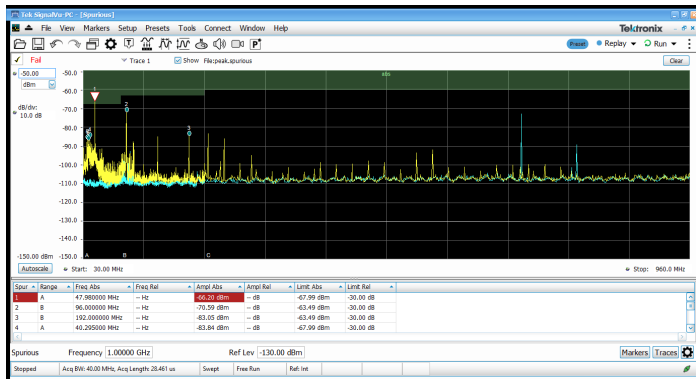 Tek SignalVu-PC - [Spurious]
File View Markers Setup Presets Tools Connect Window Help
Tektronix
Preset Replay Run
Fail
Trace 1 Show File:peak.spurious Clear
-50.00
dBm
dB/div:
10.0 dB
-150.00 dBm
-50.0
-60.0
-70.0
-80.0
-90.0
-100.0
-110.0
-120.0
-130.0
-140.0
-150.0
abs
1
2
3
A B C
Autoscale Start: 30.00 MHz Stop: 960.0 MHz
Spur Range Freq Abs Freq Rel Ampl Abs Ampl Rel Limit Abs Limit Rel
1 A 47.980000 MHz -- Hz -66.20 dBm -- dB -67.99 dBm -30.00 dB
2 B 96.000000 MHz -- Hz -70.59 dBm -- dB -63.49 dBm -30.00 dB
3 B 192.000000 MHz -- Hz -83.05 dBm -- dB -63.49 dBm -30.00 dB
4 A 40.295000 MHz -- Hz -83.84 dBm -- dB -67.99 dBm -30.00 dB
Spurious Frequency 1.00000 GHz Ref Lev -130.00 dBm Markers Traces
Stopped Acq BW: 40.00 MHz, Acq Length: 28.461 us Swept Free Run Ref: Int